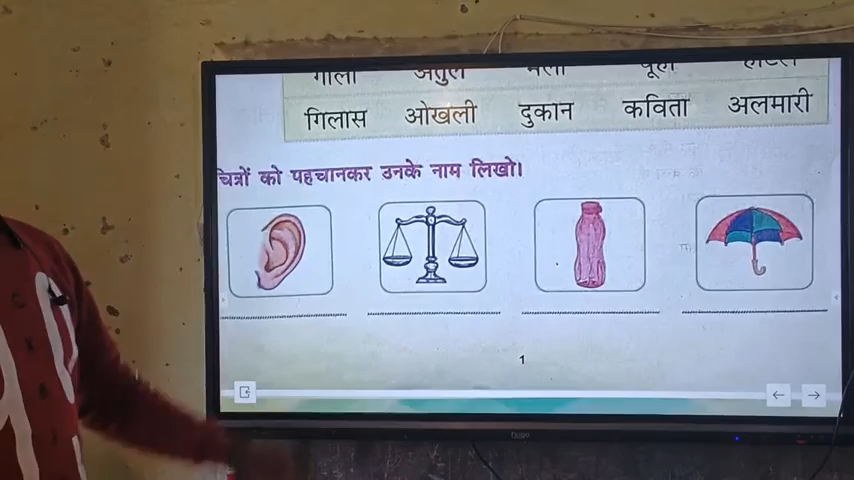 गिलास ओखली दुकान कविता अलमारी
चित्रों को पहचानकर उनके नाम लिखो।
1